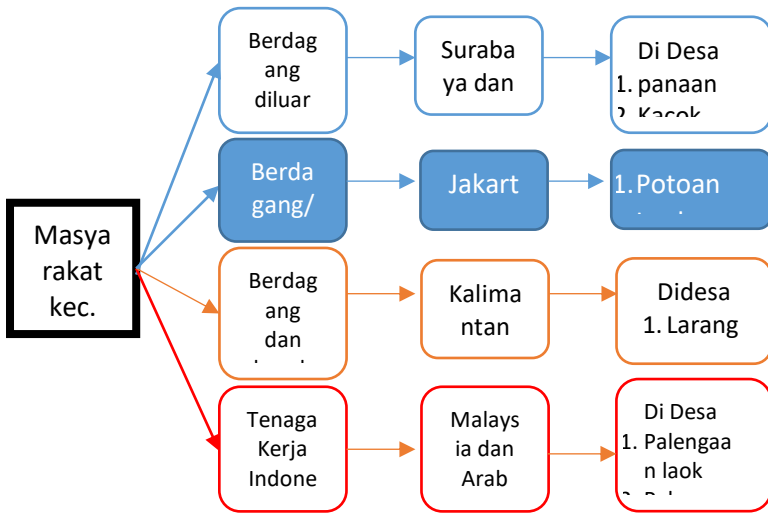 Masya
rakat
kec.
Berdag
ang
diluar
Suraba
ya dan
Di Desa
1. panaan
2. Kacok
Berda
gang/
Jakart
1. Potoan
Berdag
ang
dan
Kalima
ntan
Didesa
1. Larang
Tenaga
Kerja
Indone
Malays
ia dan
Arab
Di Desa
1. Palengaa
n laok